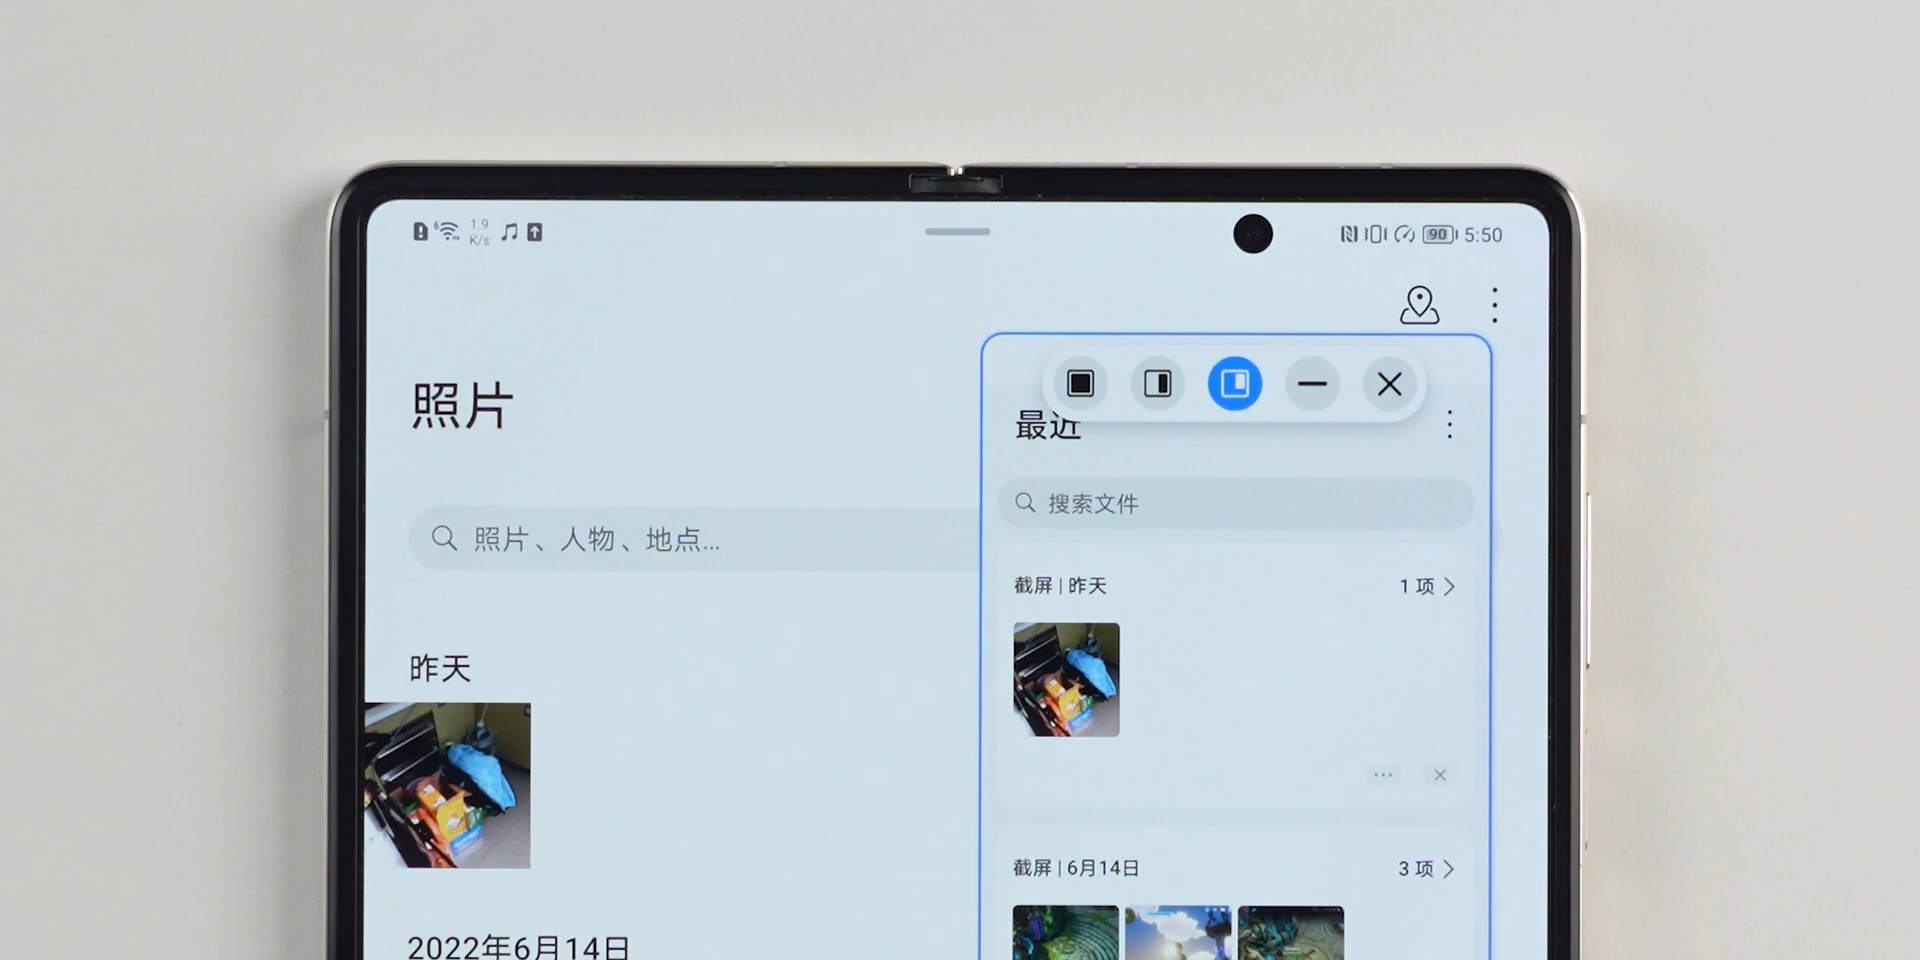 6
1.9
K/s
90
5:50
照片
最近
搜索文件
照片、人物、地点...
截屏 | 昨天
1 项
昨天
截屏 | 6月14日
3 项
2022年6月14日